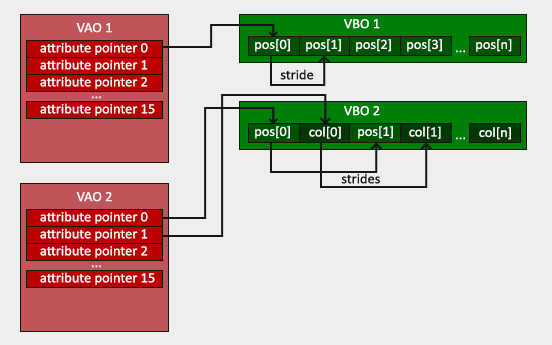 VAO 1
attribute pointer 0
attribute pointer 1
attribute pointer 2
...
attribute pointer 15
VBO 1
pos[0] pos[1] pos[2] pos[3] ... pos[n]
stride
VBO 2
pos[0] col[0] pos[1] col[1] ... col[n]
strides
VAO 2
attribute pointer 0
attribute pointer 1
attribute pointer 2
...
attribute pointer 15